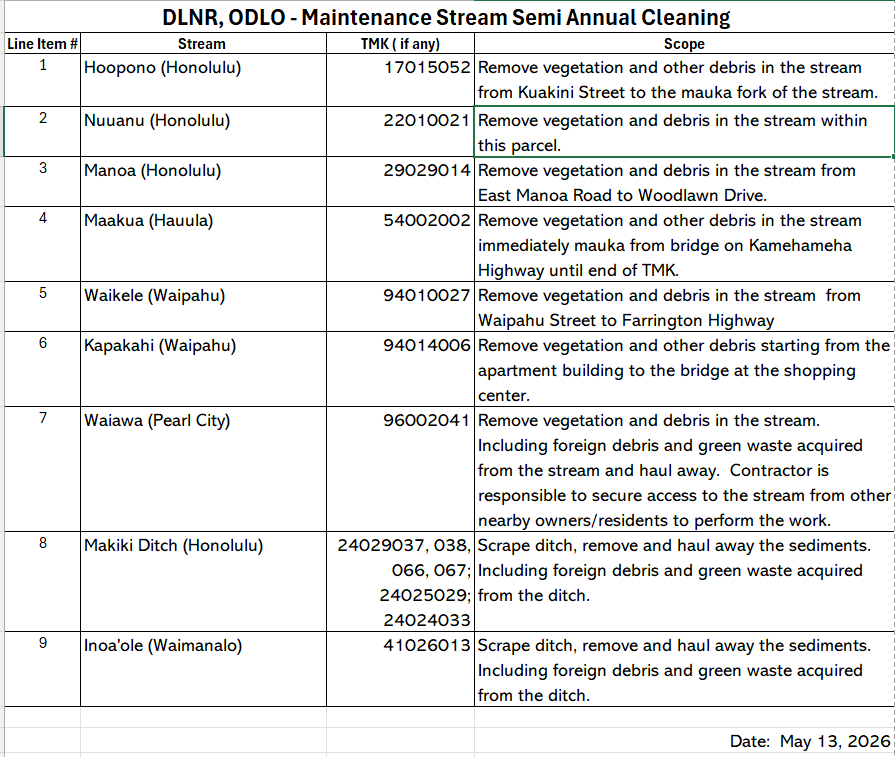 DLNR, ODLO - Maintenance Stream Semi Annual Cleaning
Line Item # Stream TMK ( if any) Scope
1 Hoopono (Honolulu) 17015052 Remove vegetation and other debris in the stream
from Kuakini Street to the mauka fork of the stream.
2 Nuuanu (Honolulu) 22010021 Remove vegetation and debris in the stream within
this parcel.
3 Manoa (Honolulu) 29029014 Remove vegetation and debris in the stream from
East Manoa Road to Woodlawn Drive.
4 Maakua (Hauula) 54002002 Remove vegetation and other debris in the stream
immediately mauka from bridge on Kamehameha
Highway until end of TMK.
5 Waikele (Waipahu) 94010027 Remove vegetation and debris in the stream  from
Waipahu Street to Farrington Highway
6 Kapakahi (Waipahu) 94014006 Remove vegetation and other debris starting from the
apartment building to the bridge at the shopping
center.
7 Waiawa (Pearl City) 96002041 Remove vegetation and debris in the stream.
Including foreign debris and green waste acquired
from the stream and haul away.  Contractor is
responsible to secure access to the stream from other
nearby owners/residents to perform the work.
8 Makiki Ditch (Honolulu) 24029037, 038, Scrape ditch, remove and haul away the sediments.
066, 067; Including foreign debris and green waste acquired
24025029; from the ditch.
24024033
9 Inoa'ole (Waimanalo) 41026013 Scrape ditch, remove and haul away the sediments.
Including foreign debris and green waste acquired
from the ditch.
Date:  May 13, 2026